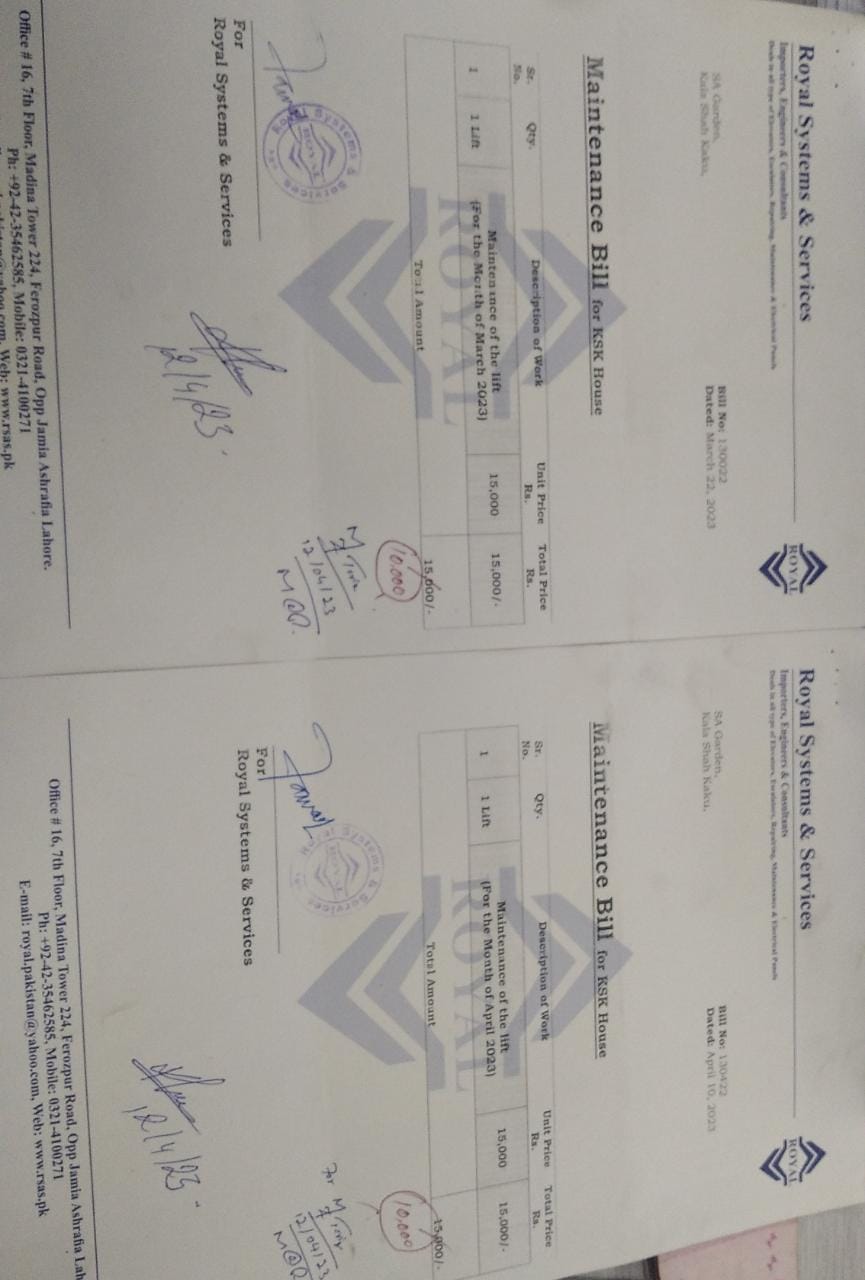 Royal Systems & Services
Importers, Engineers & Consultants
Deals in all type of Elevators, Escalators, Repairing, Maintenance & Electrical Panels
ROYAL
SA Garden,
Kala Shah Kaku,
Bill No: 130022
Dated: March 22, 2023
Maintenance Bill for KSK House
Sr. No. Qty. Description of Work Unit Price Rs. Total Price Rs.
1 1 Lift Maintenance of the lift 15,000 15,000/-
(For the Month of March 2023)
Total Amount 15,000/-
10,000
ROYAL
12/04/23
12/4/23
For
Royal Systems & Services
Office # 16, 7th Floor, Madina Tower 224, Ferozpur Road, Opp Jamia Ashrafia Lahore.
Ph: +92-42-35462585, Mobile: 0321-4100271
Web: www.rsas.pk
Royal Systems & Services
Importers, Engineers & Consultants
Deals in all type of Elevators, Escalators, Repairing, Maintenance & Electrical Panels
ROYAL
SA Garden,
Kala Shah Kaku,
Bill No: 130422
Dated: April 10, 2023
Maintenance Bill for KSK House
Sr. No. Qty. Description of Work Unit Price Rs. Total Price Rs.
1 1 Lift Maintenance of the lift 15,000 15,000/-
(For the Month of April 2023)
Total Amount 15,000/-
10,000
ROYAL
12/04/23
12/4/23
For
Royal Systems & Services
Office # 16, 7th Floor, Madina Tower 224, Ferozpur Road, Opp Jamia Ashrafia Lah
Ph: +92-42-35462585, Mobile: 0321-4100271
E-mail: royal.pakistan@yahoo.com, Web: www.rsas.pk